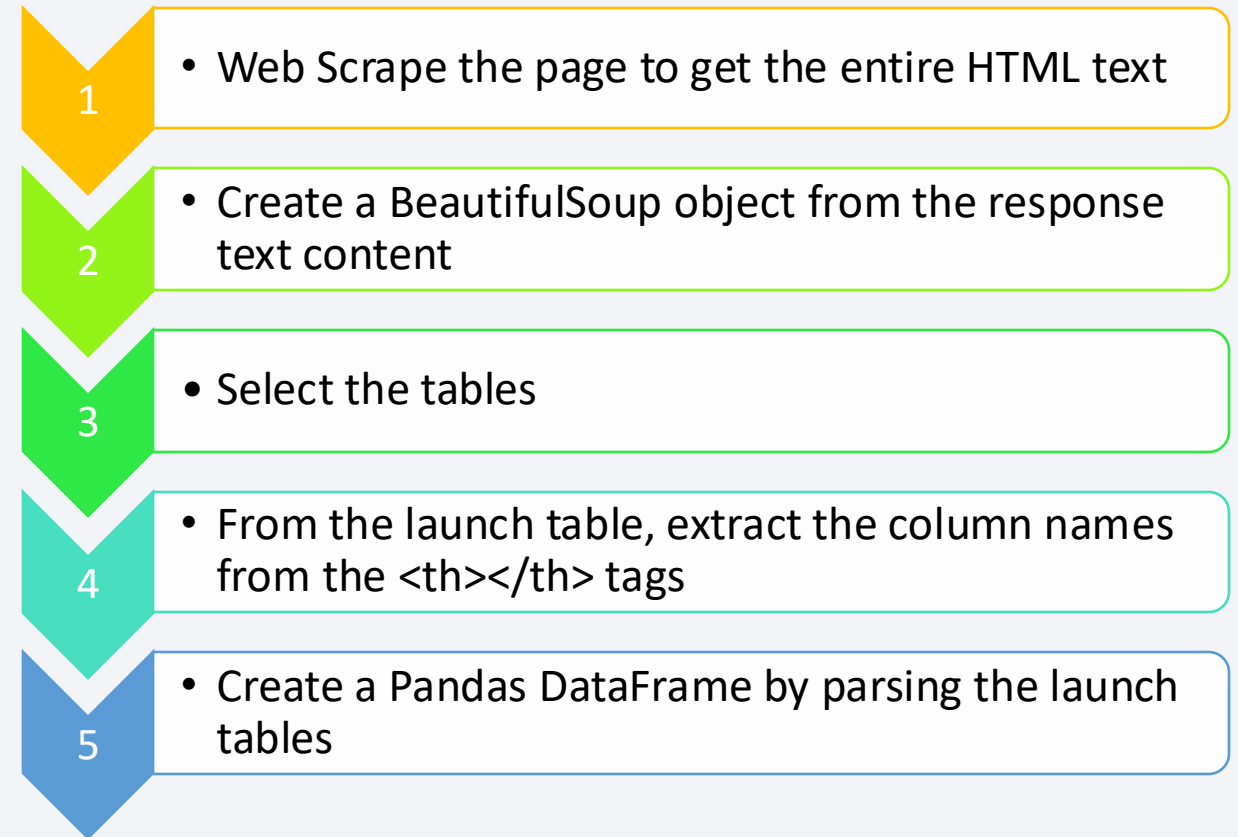 1
• Web Scrape the page to get the entire HTML text
2
• Create a BeautifulSoup object from the response
text content
3
• Select the tables
4
• From the launch table, extract the column names
from the <th></th> tags
5
• Create a Pandas DataFrame by parsing the launch
tables